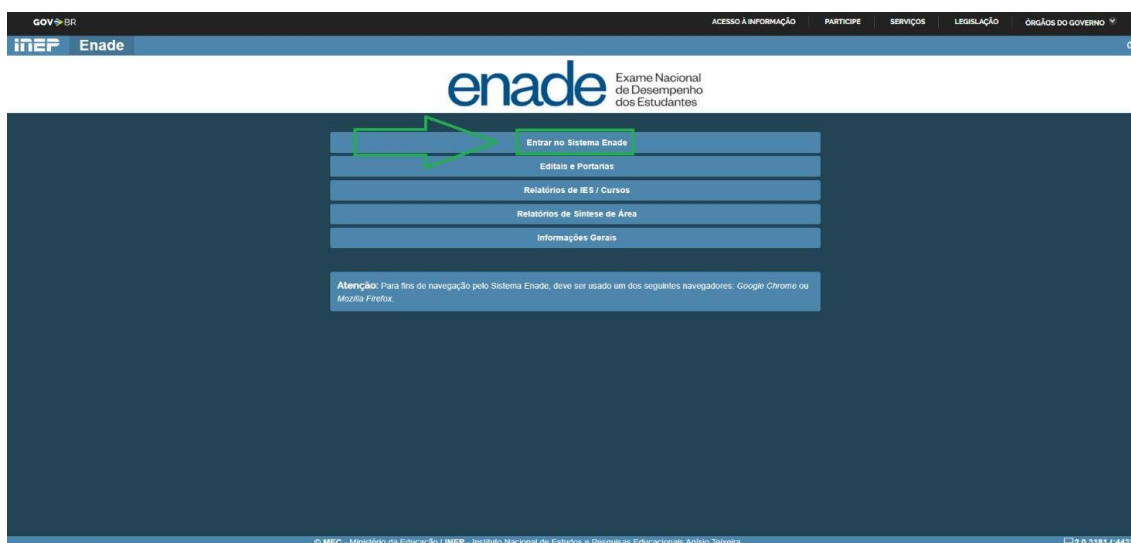 GOV BR ACESSO À INFORMAÇÃO PARTICIPE SERVIÇOS LEGISLAÇÃO ÓRGÃOS DO GOVERNO
inep Enade
enade Exame Nacional
de Desempenho
dos Estudantes
Entrar no Sistema Enade
Editais e Portarias
Relatórios de IES / Cursos
Relatórios de Síntese de Área
Informações Gerais
Atenção: Para fins de navegação pelo Sistema Enade, deve ser usado um dos seguintes navegadores: Google Chrome ou
Mozilla Firefox.
© MEC - Ministério da Educação | INEP - Instituto Nacional de Estudos e Pesquisas Educacionais Anísio Teixeira